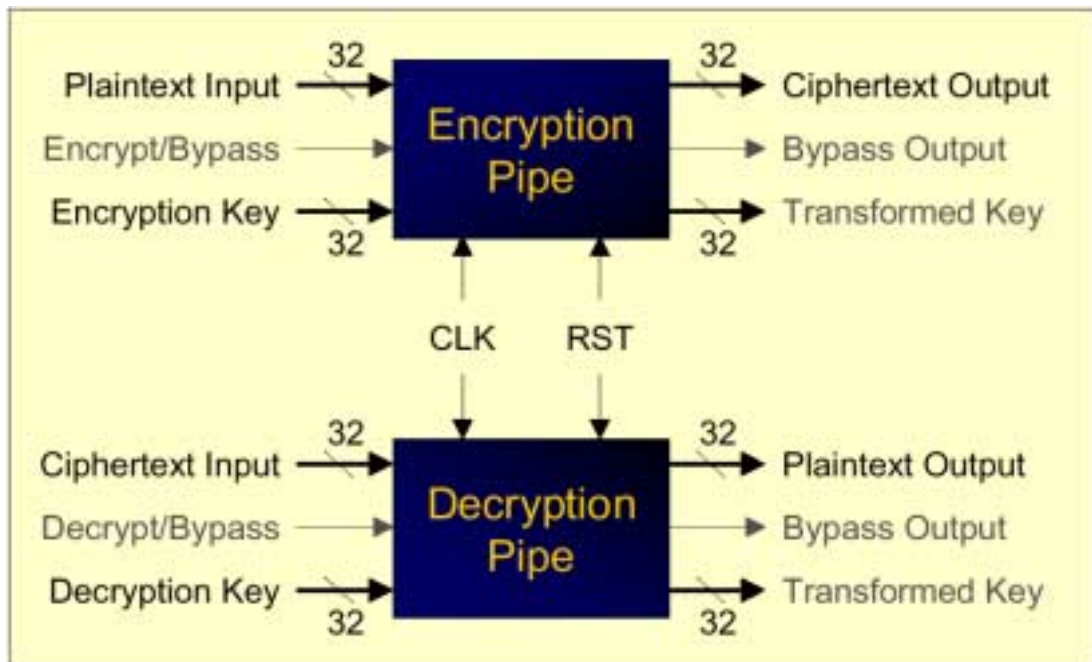 32
32
Plaintext Input
Encryption Pipe
Ciphertext Output
Encrypt/Bypass
Bypass Output
Encryption Key
Transformed Key
32
32
CLK
RST
32
32
Ciphertext Input
Decryption Pipe
Plaintext Output
Decrypt/Bypass
Bypass Output
Decryption Key
Transformed Key
32
32